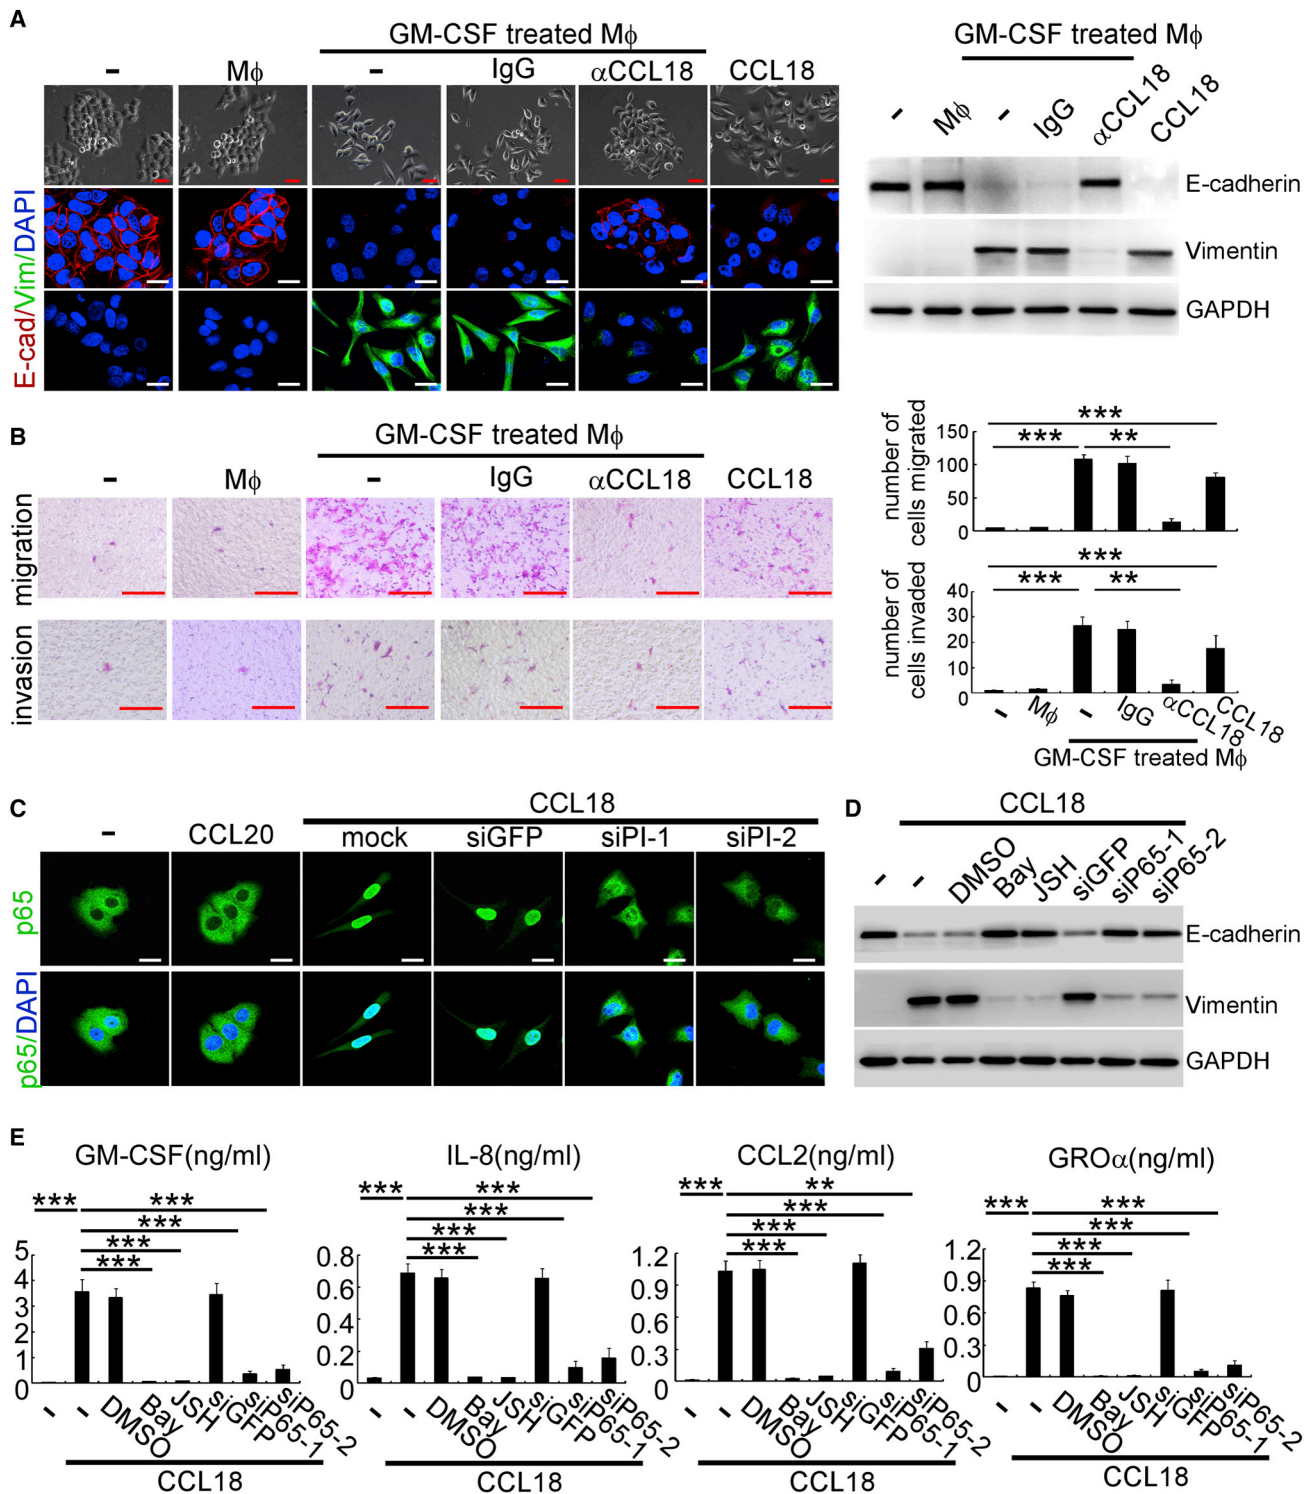 A
GM-CSF treated Mϕ
- Mϕ - IgG αCCL18 CCL18
E-cad/Vim/DAPI
GM-CSF treated Mϕ
- Mϕ - IgG αCCL18 CCL18
E-cadherin
Vimentin
GAPDH
B
GM-CSF treated Mϕ
- Mϕ - IgG αCCL18 CCL18
migration
invasion
number of
cells migrated
150
100
50
0
***
*** **
number of
cells invaded
40
30
20
10
0
***
*** **
- Mϕ - IgG αCCL18 CCL18
GM-CSF treated Mϕ
C
CCL18
- CCL20 mock siGFP siPI-1 siPI-2
p65
p65/DAPI
D
CCL18
- - DMSO Bay JSH siGFP siP65-1 siP65-2
E-cadherin
Vimentin
GAPDH
E
GM-CSF(ng/ml)
*** ***
***
***
***
5
4
3
2
1
0
- - DMSO Bay JSH siGFP siP65-1 siP65-2
CCL18
IL-8(ng/ml)
*** ***
***
***
***
0.8
0.6
0.4
0.2
0
- - DMSO Bay JSH siGFP siP65-1 siP65-2
CCL18
CCL2(ng/ml)
*** **
***
***
***
1.2
0.9
0.6
0.3
0
- - DMSO Bay JSH siGFP siP65-1 siP65-2
CCL18
GROα(ng/ml)
*** ***
***
***
***
1.2
0.9
0.6
0.3
0
- - DMSO Bay JSH siGFP siP65-1 siP65-2
CCL18